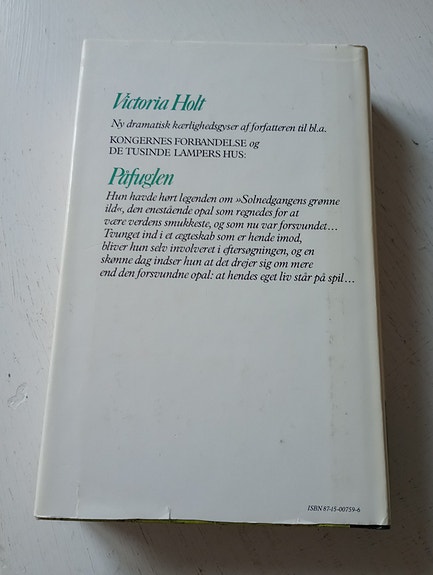 Victoria Holt
Ny dramatisk kærlighedsgyser af forfatteren til bl.a.
KONGERNES FORBANDELSE og
DE TUSINDE LAMPERS HUS:
Påfuglen
Hun havde hørt legenden om »Solnedgangens grønne
ild«, den enestående opal som regnedes for at
være verdens smukkeste, og som nu var forsvundet...
Tvunget ind i et ægteskab som er hende imod,
bliver hun selv involveret i eftersøgningen, og en
skønne dag indser hun at det drejer sig om mere
end den forsvundne opal: at hendes eget liv står på spil...
ISBN 87-15-00759-6